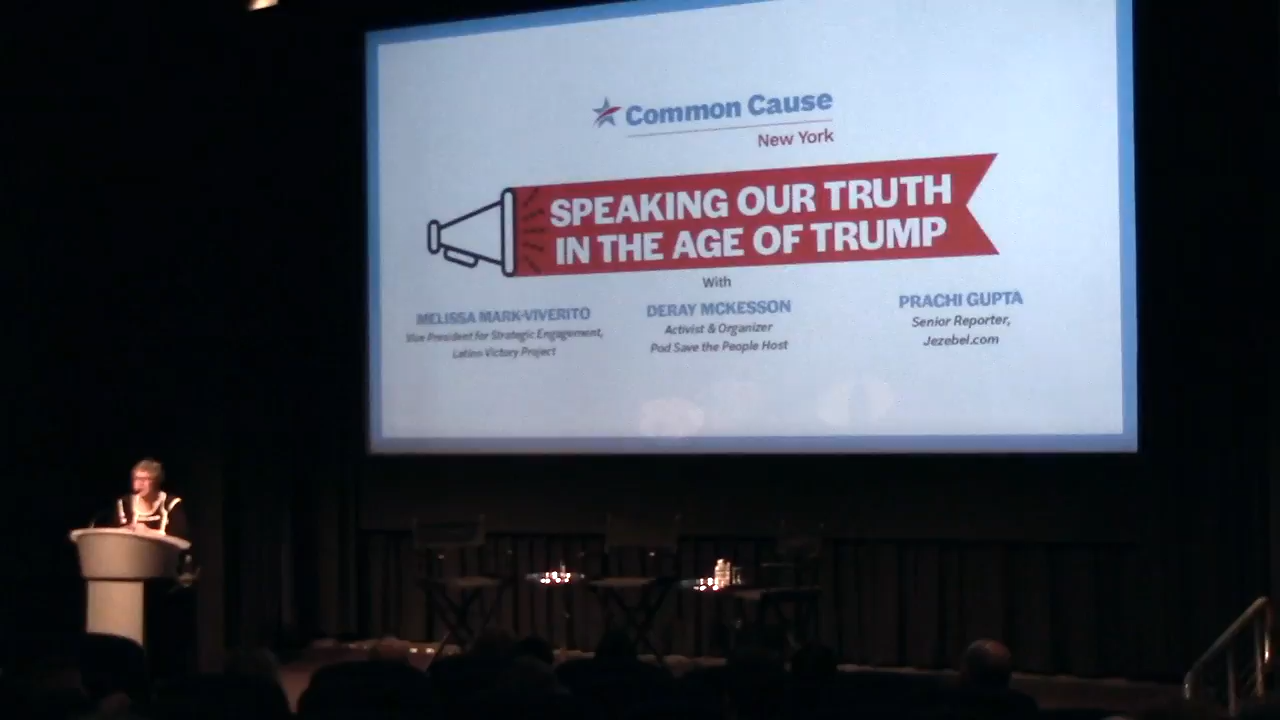 Common Cause
New York
SPEAKING OUR TRUTH
IN THE AGE OF TRUMP
With
MELISSA MARK-VIVERITO
Vice President for Strategic Engagement,
Latino Victory Project
DERAY MCKESSON
Activist & Organizer
Pod Save the People Host
PRACHI GUPTA
Senior Reporter,
Jezebel.com